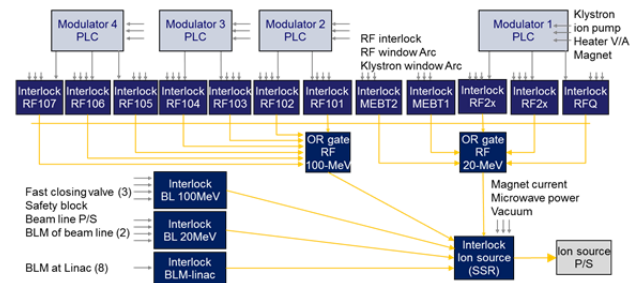 Modulator 4
PLC
Modulator 3
PLC
Modulator 2
PLC
Modulator 1
PLC
Klystron
ion pump
Heater V/A
Magnet
RF interlock
RF window Arc
Klystron window Arc
Interlock
RF107
Interlock
RF106
Interlock
RF105
Interlock
RF104
Interlock
RF103
Interlock
RF102
Interlock
RF101
Interlock
MEBT2
Interlock
MEBT1
Interlock
RF2x
Interlock
RF2x
Interlock
RFQ
OR gate
RF
100-MeV
OR gate
RF
20-MeV
Fast closing valve (3)
Safety block
Beam line P/S
BLM of beam line (2)
BLM at Linac (8)
Interlock
BL 100MeV
Interlock
BL 20MeV
Interlock
BLM-linac
Magnet current
Microwave power
Vacuum
Interlock
Ion source
(SSR)
Ion source
P/S